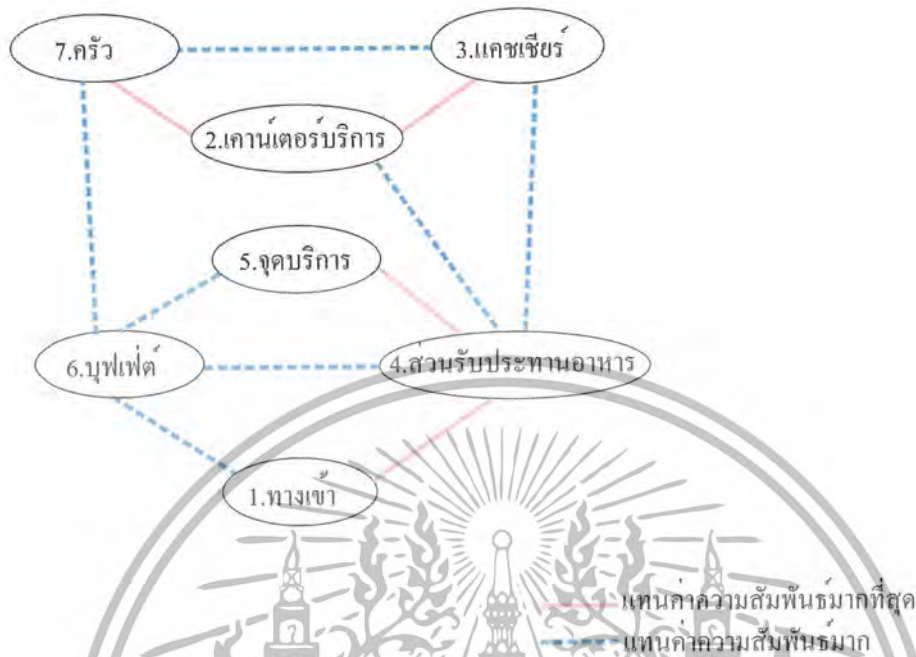 7.ครัว
3.แคชเชียร์
2.เคาน์เตอร์บริการ
5.จุดบริการ
6.บุฟเฟ่ต์
4.ส่วนรับประทานอาหาร
1.ทางเข้า
แทนค่าความสัมพันธ์มากที่สุด
แทนค่าความสัมพันธ์มาก